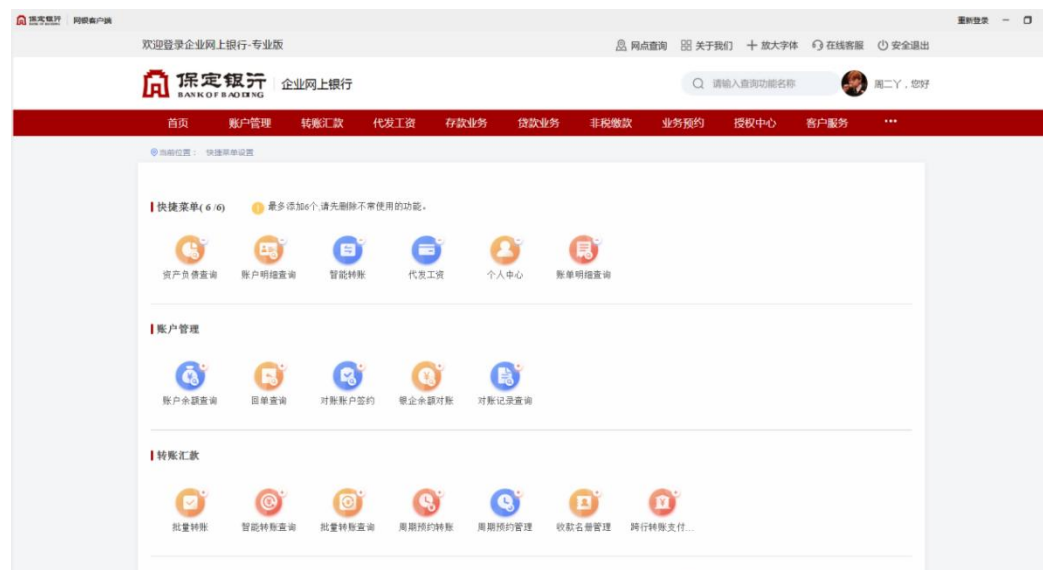 保定银行 网银客户端 重新登录
欢迎登录企业网上银行-专业版 网点查询 关于我们 放大字体 在线客服 安全退出
保定银行 企业网上银行 请输入查询功能名称 周二丫，您好
BANK OF BAODING
首页 账户管理 转账汇款 代发工资 存款业务 贷款业务 非税缴款 业务预约 授权中心 客户服务 •••
当前位置： 快捷菜单设置
快捷菜单( 6 /6) 最多添加6个,请先删除不常使用的功能。
资产负债查询 账户明细查询 智能转账 代发工资 个人中心 账单明细查询
账户管理
账户余额查询 回单查询 对账账户签约 银企余额对账 对账记录查询
转账汇款
批量转账 智能转账查询 批量转账查询 周期预约转账 周期预约管理 收款名册管理 跨行转账支付...